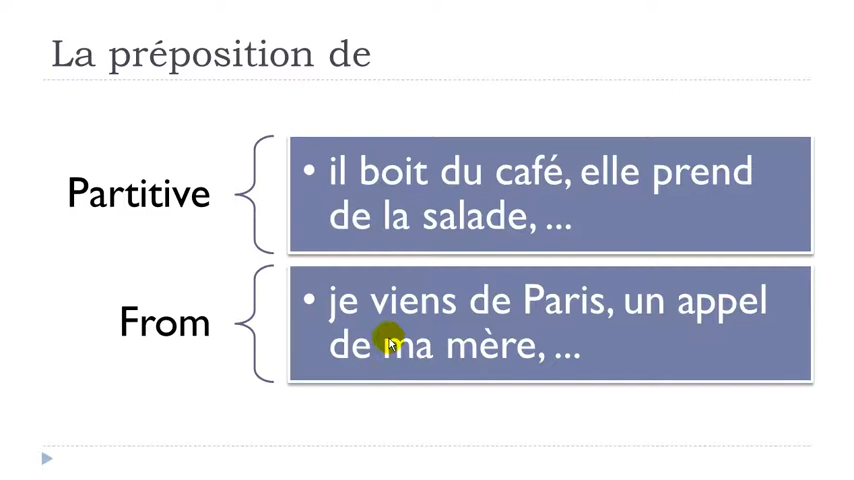 La préposition de
Partitive
• il boit du café, elle prend
de la salade, ...
From
• je viens de Paris, un appel
de ma mère, ...